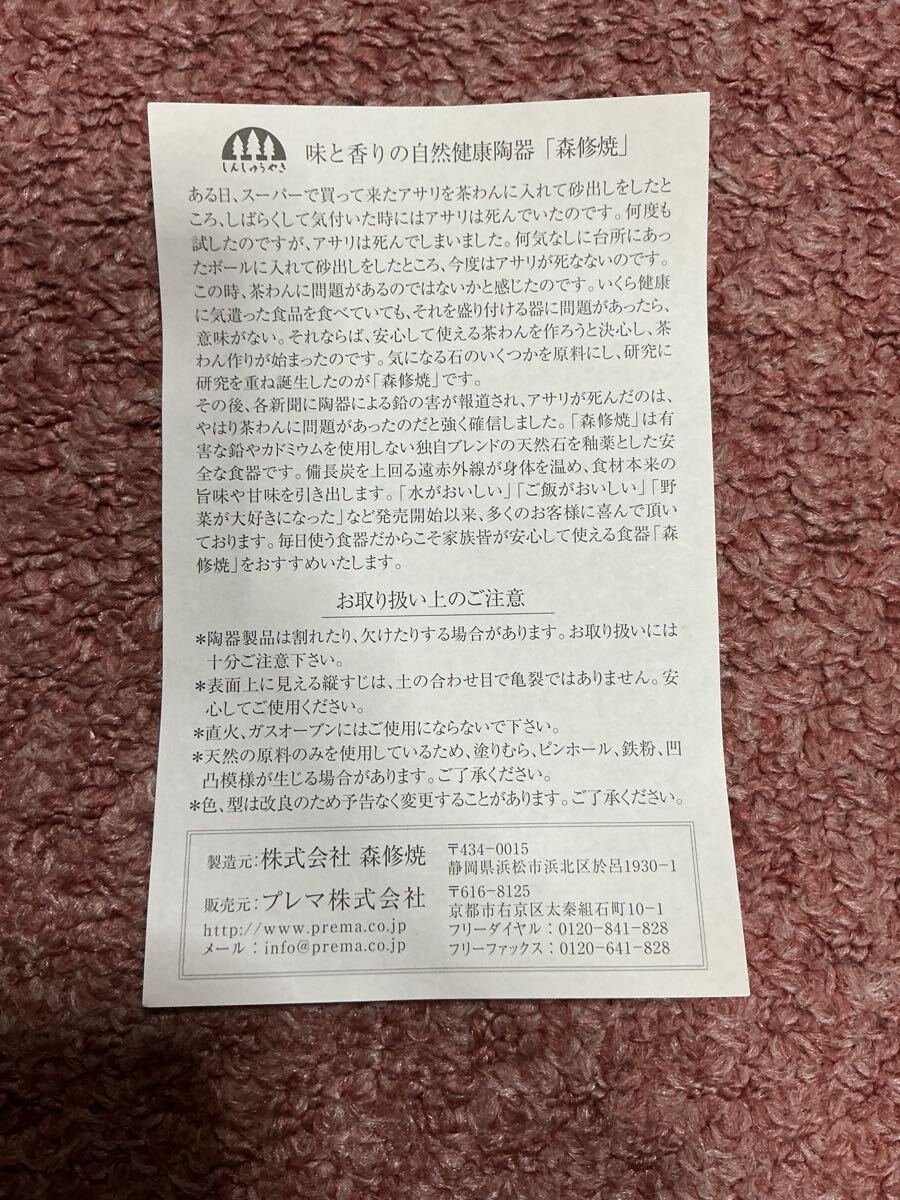 しんしゅうやき
味と香りの自然健康陶器「森修焼」
ある日、スーパーで買って来たアサリを茶わんに入れて砂出しをしたと
ころ、しばらくして気付いた時にはアサリは死んでいたのです。何度も
試したのですが、アサリは死んでしまいました。何気なしに台所にあっ
たボールに入れて砂出しをしたところ、今度はアサリが死なないのです。
この時、茶わんに問題があるのではないかと感じたのです。いくら健康
に気遣った食品を食べていても、それを盛り付ける器に問題があったら、
意味がない。それならば、安心して使える茶わんを作ろうと決心し、茶
わん作りが始まったのです。気になる石のいくつかを原料にし、研究に
研究を重ね誕生したのが「森修焼」です。
その後、各新聞に陶器による鉛の害が報道され、アサリが死んだのは、
やはり茶わんに問題があったのだと強く確信しました。「森修焼」は有
害な鉛やカドミウムを使用しない独自ブレンドの天然石を釉薬とした安
全な食器です。備長炭を上回る遠赤外線が身体を温め、食材本来の
旨味や甘味を引き出します。「水がおいしい」「ご飯がおいしい」「野
菜が大好きになった」など発売開始以来、多くのお客様に喜んで頂い
ております。毎日使う食器だからこそ家族皆が安心して使える食器「森
修焼」をおすすめいたします。
お取り扱い上のご注意
＊陶器製品は割れたり、欠けたりする場合があります。お取り扱いには
十分ご注意下さい。
＊表面上に見える縦すじは、土の合わせ目で亀裂ではありません。安
心してご使用ください。
＊直火、ガスオーブンにはご使用にならないで下さい。
＊天然の原料のみを使用しているため、塗りむら、ピンホール、鉄粉、凹
凸模様が生じる場合があります。ご了承ください。
＊色、型は改良のため予告なく変更することがあります。ご了承ください。
製造元：株式会社 森修焼
〒434-0015
静岡県浜松市浜北区於呂1930-1
販売元：プレマ株式会社
http://www.prema.co.jp
メール：info@prema.co.jp
〒616-8125
京都市右京区太秦組石町10-1
フリーダイヤル：0120-841-828
フリーファックス：0120-641-828